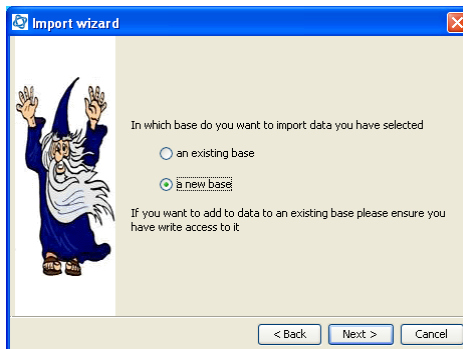 Import wizard
In which base do you want to import data you have selected
an existing base
a new base
If you want to add to data to an existing base please ensure you
have write access to it
< Back
Next >
Cancel